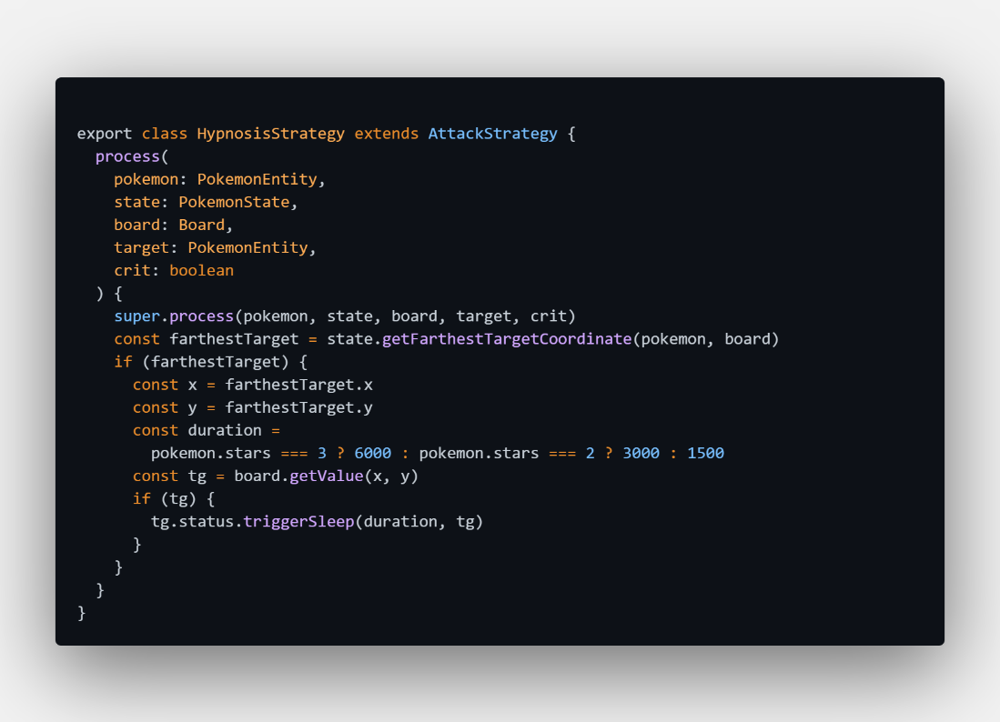 export class HypnosisStrategy extends AttackStrategy {
  process(
    pokemon: PokemonEntity,
    state: PokemonState,
    board: Board,
    target: PokemonEntity,
    crit: boolean
  ) {
    super.process(pokemon, state, board, target, crit)
    const farthestTarget = state.getFarthestTargetCoordinate(pokemon, board)
    if (farthestTarget) {
      const x = farthestTarget.x
      const y = farthestTarget.y
      const duration =
        pokemon.stars === 3 ? 6000 : pokemon.stars === 2 ? 3000 : 1500
      const tg = board.getValue(x, y)
      if (tg) {
        tg.status.triggerSleep(duration, tg)
      }
    }
  }
}